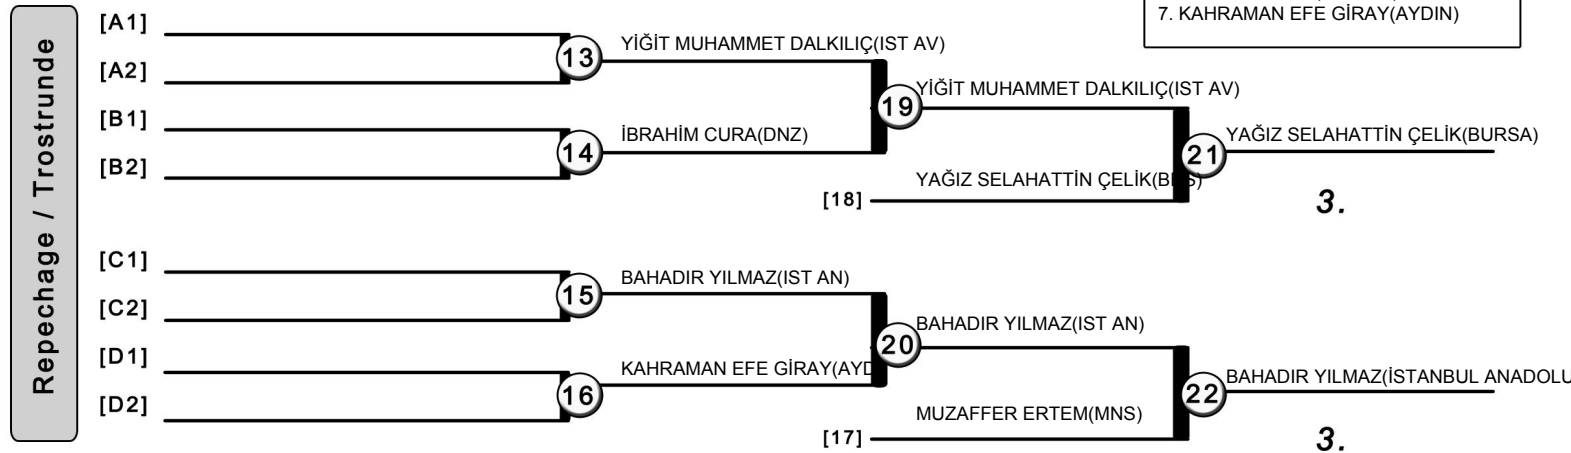 7. KAHRAMAN EFE GİRAY(AYDIN)
Repechage / Trostrunde
[A1]
13
YİĞİT MUHAMMET DALKILIÇ(IST AV)
[A2]
19
YİĞİT MUHAMMET DALKILIÇ(IST AV)
[B1]
14
İBRAHİM CURA(DNZ)
[B2]
21
YAĞIZ SELAHATTİN ÇELİK(BURSA)
YAĞIZ SELAHATTİN ÇELİK(BRS)
[18]
3.
[C1]
15
BAHADIR YILMAZ(IST AN)
[C2]
20
BAHADIR YILMAZ(IST AN)
[D1]
16
KAHRAMAN EFE GİRAY(AYD
[D2]
22
BAHADIR YILMAZ(İSTANBUL ANADOLU
MUZAFFER ERTEM(MNS)
[17]
3.